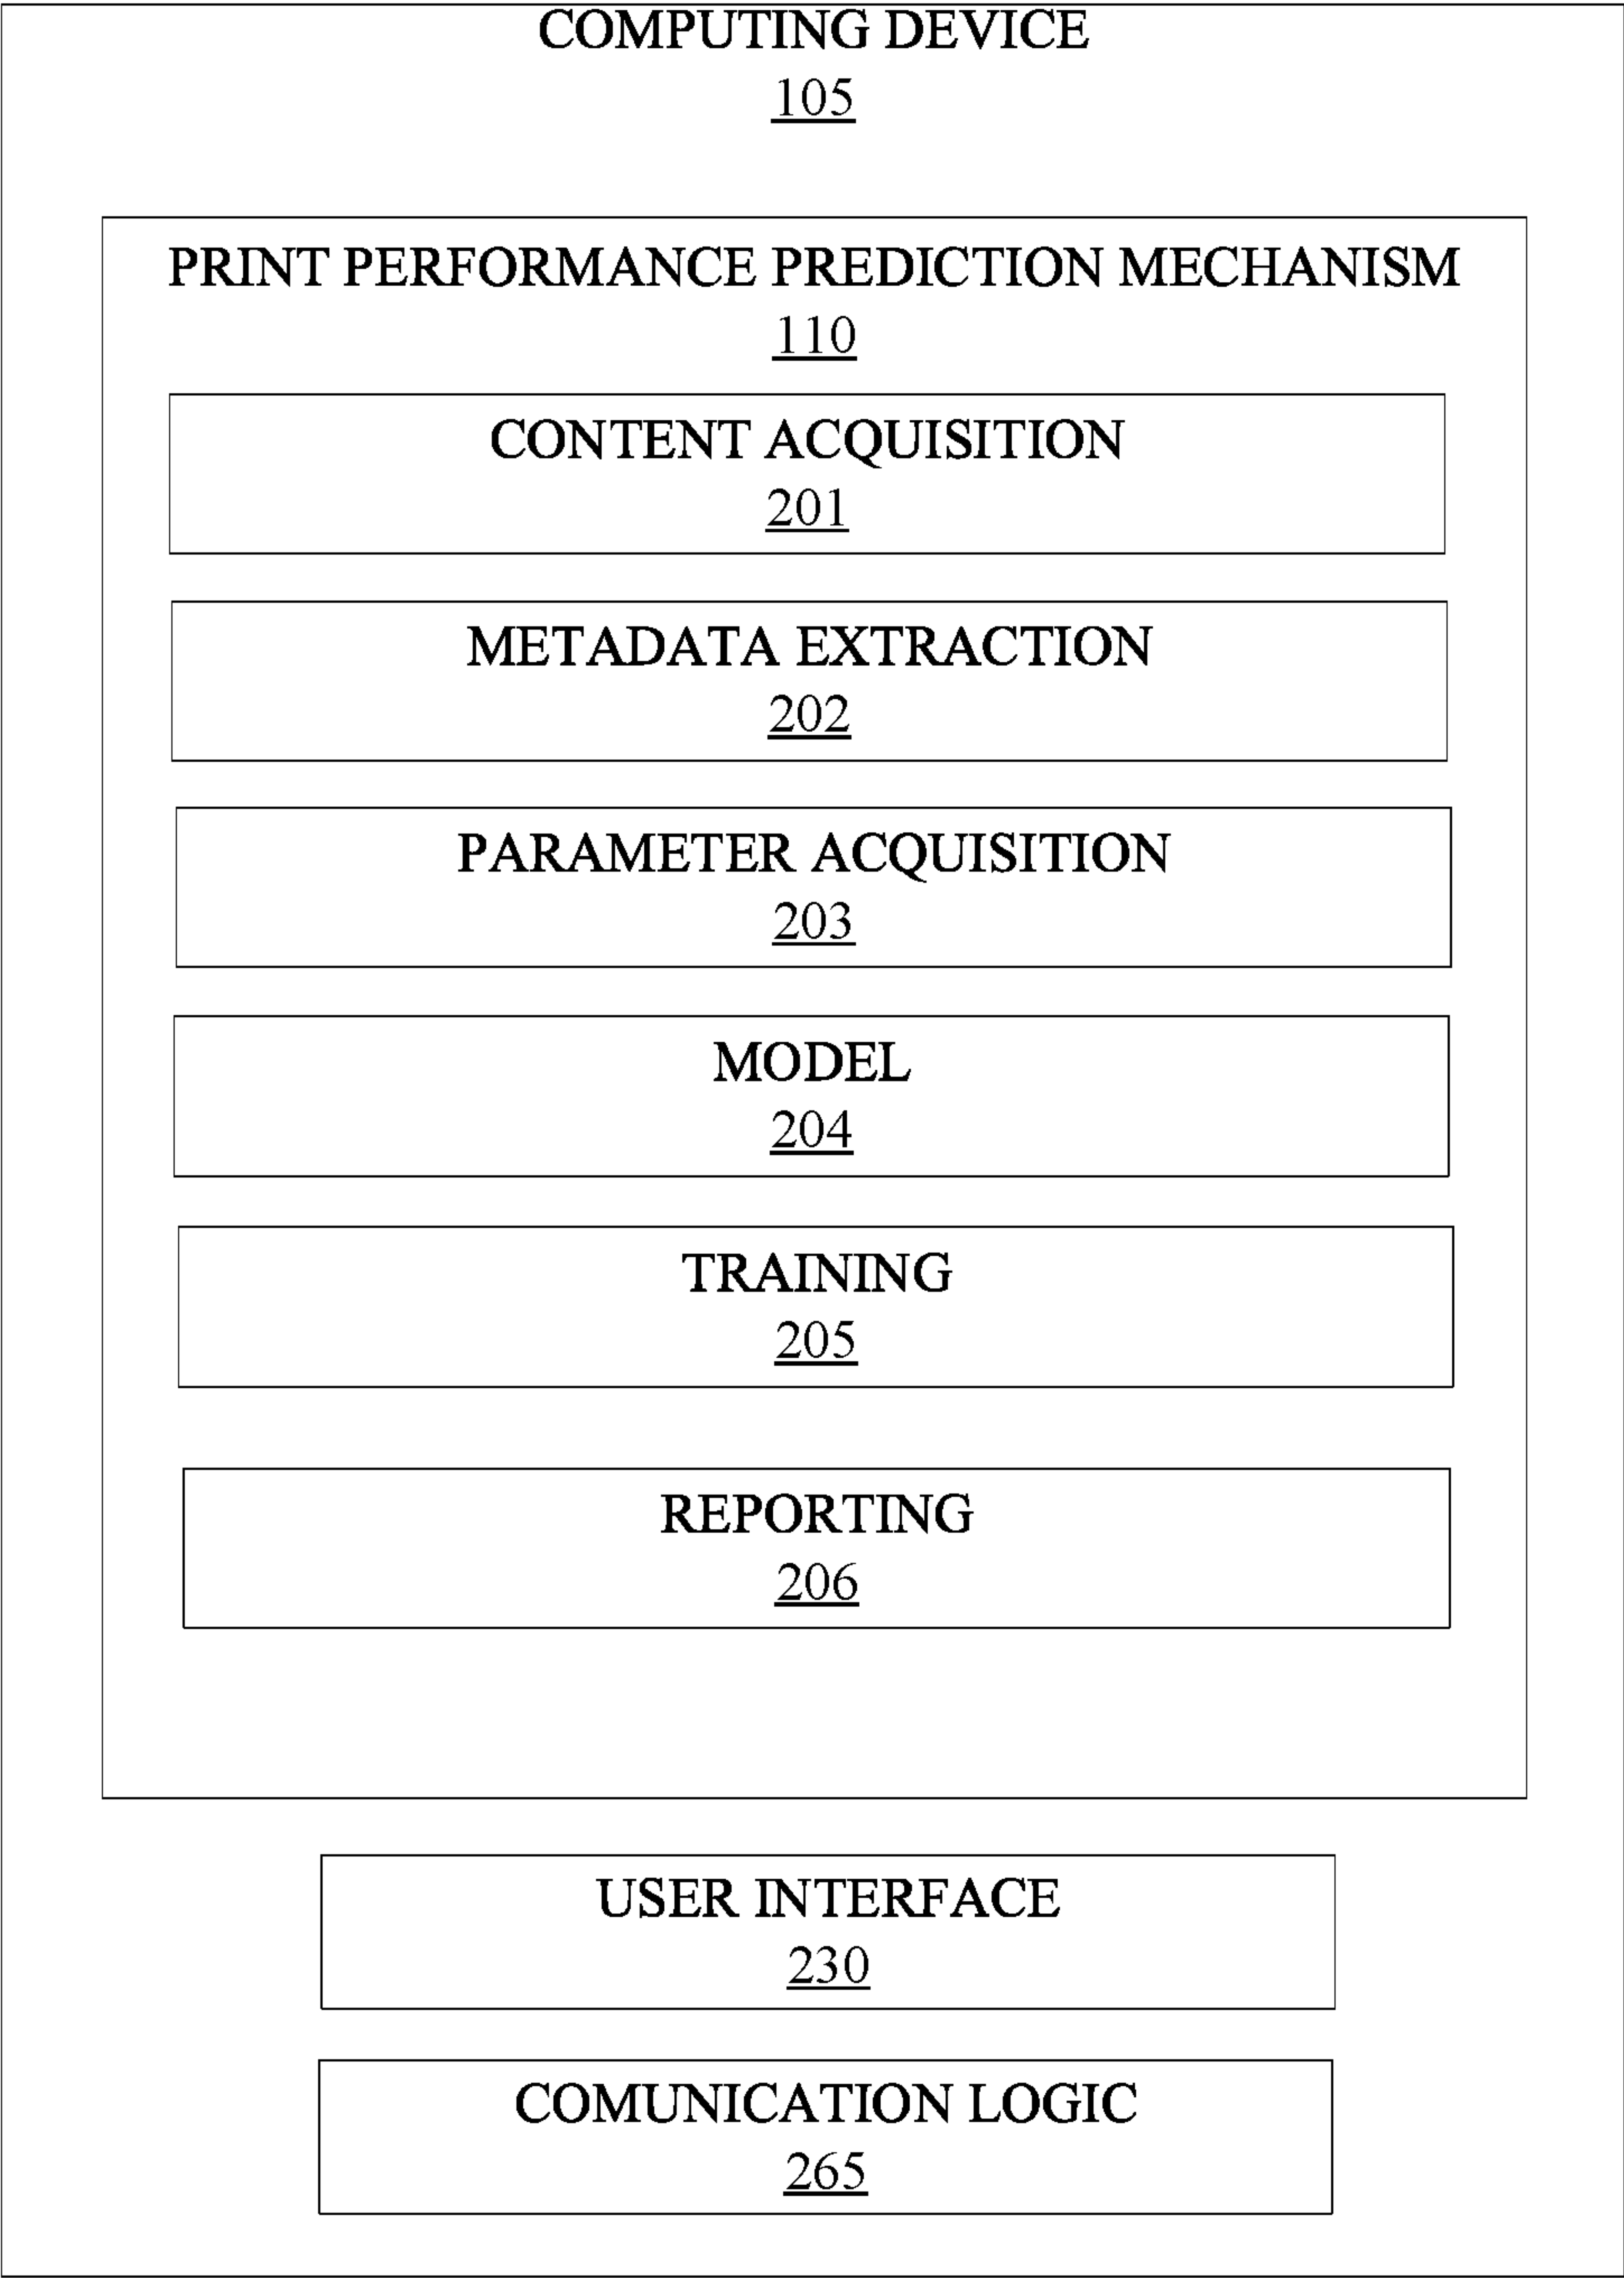 COMPUTING DEVICE
105
PRINT PERFORMANCE PREDICTION MECHANISM
110
CONTENT ACQUISITION
201
METADATA EXTRACTION
202
PARAMETER ACQUISITION
203
MODEL
204
TRAINING
205
REPORTING
206
USER INTERFACE
230
COMUNICATION LOGIC
265